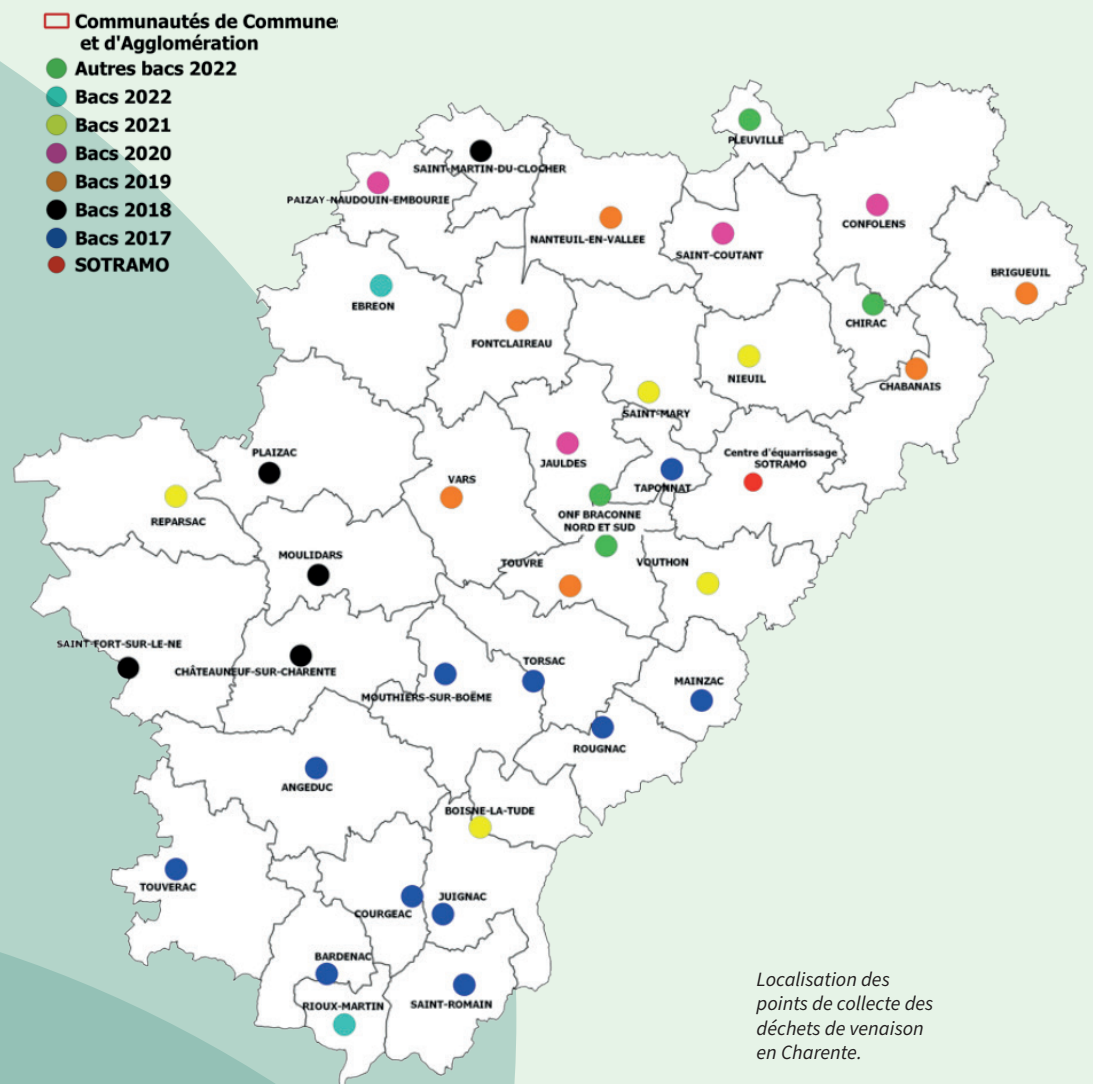 Communautés de Commune
et d'Agglomération
Autres bacs 2022
Bacs 2022
Bacs 2021
Bacs 2020
Bacs 2019
Bacs 2018
Bacs 2017
SOTRAMO
PLEUVILLE
SAINT-MARTIN-DU-CLOCHER
PAIZAY-NAUDOUIN-EMBOURIE
CONFOLENS
NANTEUIL-EN-VALLEE
SAINT-COUTANT
BRIGUEUIL
EBREON
CHIRAC
FONTCLAIREAU
NIEUIL
CHABANAIS
SAINT-MARY
PLAIZAC
Centre d'équarrissage
SOTRAMO
JAULDES
VARS
TAPONNAT
REPARSAC
ONF BRACONNE
NORD ET SUD
MOULIDARS
TOUVRE
VOUTHON
SAINT-FORT-SUR-LE-NE
CHÂTEAUNEUF-SUR-CHARENTE
TORSAC
MAINZAC
MOUTHIERS-SUR-BOËME
ROUGNAC
ANGEDUC
BOISNE-LA-TUDE
TOUVERAC
JUIGNAC
COURGEAC
BARDENAC
RIOUX-MARTIN
SAINT-ROMAIN
Localisation des
points de collecte des
déchets de venaison
en Charente.